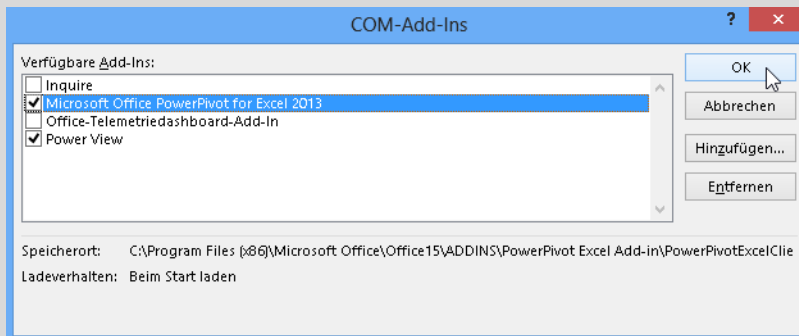 COM-Add-Ins
?
Verfügbare Add-Ins:
Inquire
Microsoft Office PowerPivot for Excel 2013
Office-Telemetriedashboard-Add-In
Power View
OK
Abbrechen
Hinzufügen...
Entfernen
Speicherort: C:\Program Files (x86)\Microsoft Office\Office15\ADDINS\PowerPivot Excel Add-in\PowerPivotExcelClie
Ladeverhalten: Beim Start laden